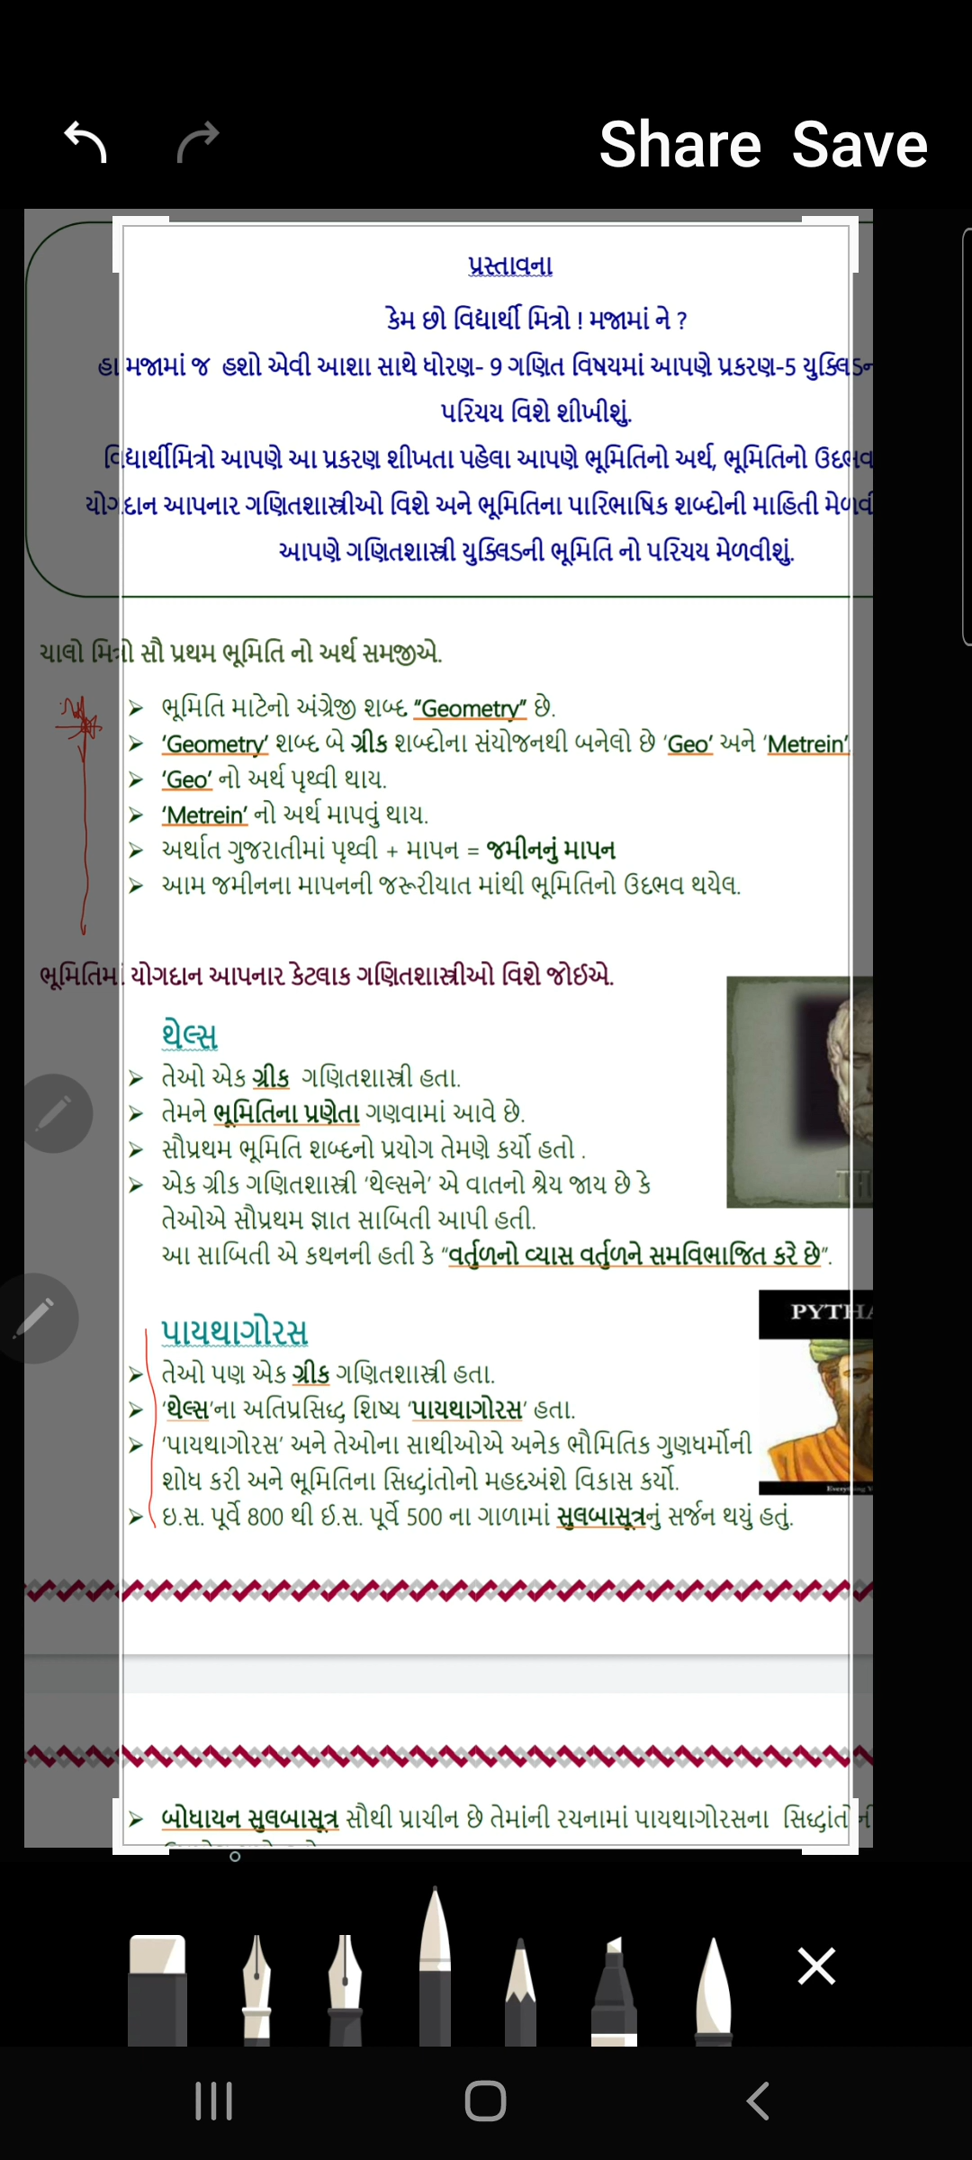 Share Save
પ્રસ્તાવના
કેમ છો વિદ્યાર્થી મિત્રો ! મજામાં ને ?
હા મજામાં જ હશો એવી આશા સાથે ધોરણ- 9 ગણિત વિષયમાં આપણે પ્રકરણ-5
પરિચય વિશે શીખીશું.
વિદ્યાર્થીમિત્રો આપણે આ પ્રકરણ શીખતા પહેલા આપણે ભૂમિતિનો અર્થ, ભૂમિતિનો ઉદભવ
યોગદાન આપનાર ગણિતશાસ્ત્રીઓ વિશે અને ભૂમિતિના પારિભાષિક શબ્દોની માહિતી
આપણે ગણિતશાસ્ત્રી યુક્લિડની ભૂમિતિ નો પરિચય મેળવીશું.
ચાલો મિત્રો સૌ પ્રથમ ભૂમિતિ નો અર્થ સમજીએ.
➢ ભૂમિતિ માટેનો અંગ્રેજી શબ્દ “Geometry” છે.
➢ ‘Geometry’ શબ્દ બે ગ્રીક શબ્દોના સંયોજનથી બનેલો છે ‘Geo’ અને ‘Metrein’
➢ ‘Geo’ નો અર્થ પૃથ્વી થાય.
➢ ‘Metrein’ નો અર્થ માપવું થાય.
➢ અર્થાત ગુજરાતીમાં પૃથ્વી + માપન = જમીનનું માપન
➢ આમ જમીનના માપનની જરૂરીયાત માંથી ભૂમિતિનો ઉદભવ થયેલ.
ભૂમિતિમાં યોગદાન આપનાર કેટલાક ગણિતશાસ્ત્રીઓ વિશે જોઈએ.
થેલ્સ
➢ તેઓ એક ગ્રીક ગણિતશાસ્ત્રી હતા.
➢ તેમને ભૂમિતિના પ્રણેતા ગણવામાં આવે છે.
➢ સૌપ્રથમ ભૂમિતિ શબ્દનો પ્રયોગ તેમણે કર્યો હતો .
➢ એક ગ્રીક ગણિતશાસ્ત્રી ‘થેલ્સને’ એ વાતનો શ્રેય જાય છે કે
તેઓએ સૌપ્રથમ જ્ઞાત સાબિતી આપી હતી.
આ સાબિતી એ કથનની હતી કે “વર્તુળનો વ્યાસ વર્તુળને સમવિભાજિત કરે છે”.
TH
PYTHA
પાયથાગોરસ
➢ તેઓ પણ એક ગ્રીક ગણિતશાસ્ત્રી હતા.
➢ ‘થેલ્સ’ના અતિપ્રસિદ્ધ શિષ્ય ‘પાયથાગોરસ’ હતા.
➢ ‘પાયથાગોરસ’ અને તેઓના સાથીઓએ અનેક ભૌમિતિક ગુણધર્મોની
શોધ કરી અને ભૂમિતિના સિદ્ધાંતોનો મહદઅંશે વિકાસ કર્યો.
➢ ઇ.સ. પૂર્વે 800 થી ઈ.સ. પૂર્વે 500 ના ગાળામાં સુલબાસૂત્રનું સર્જન થયું હતું.
➢ બોધાયન સુલબાસૂત્ર સૌથી પ્રાચીન છે તેમાંની રચનામાં પાયથાગોરસના સિદ્ધાંતોની